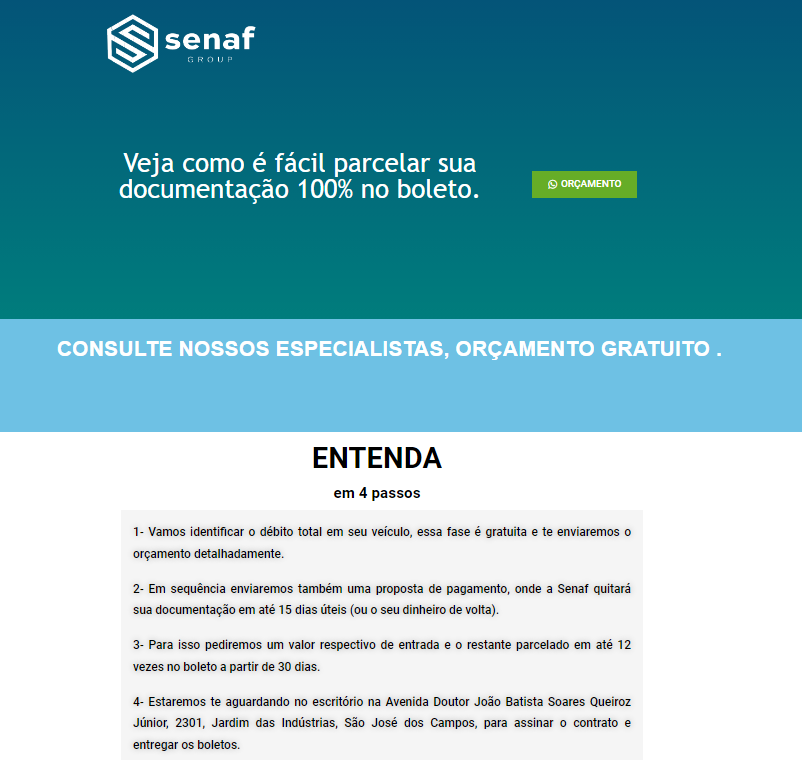 senaf
GROUP
Veja como é fácil parcelar sua
documentação 100% no boleto.
ORÇAMENTO
CONSULTE NOSSOS ESPECIALISTAS, ORÇAMENTO GRATUITO .
ENTENDA
em 4 passos
1- Vamos identificar o débito total em seu veículo, essa fase é gratuita e te enviaremos o
orçamento detalhadamente.
2- Em sequência enviaremos também uma proposta de pagamento, onde a Senaf quitará
sua documentação em até 15 dias úteis (ou o seu dinheiro de volta).
3- Para isso pediremos um valor respectivo de entrada e o restante parcelado em até 12
vezes no boleto a partir de 30 dias.
4- Estaremos te aguardando no escritório na Avenida Doutor João Batista Soares Queiroz
Júnior, 2301, Jardim das Indústrias, São José dos Campos, para assinar o contrato e
entregar os boletos.